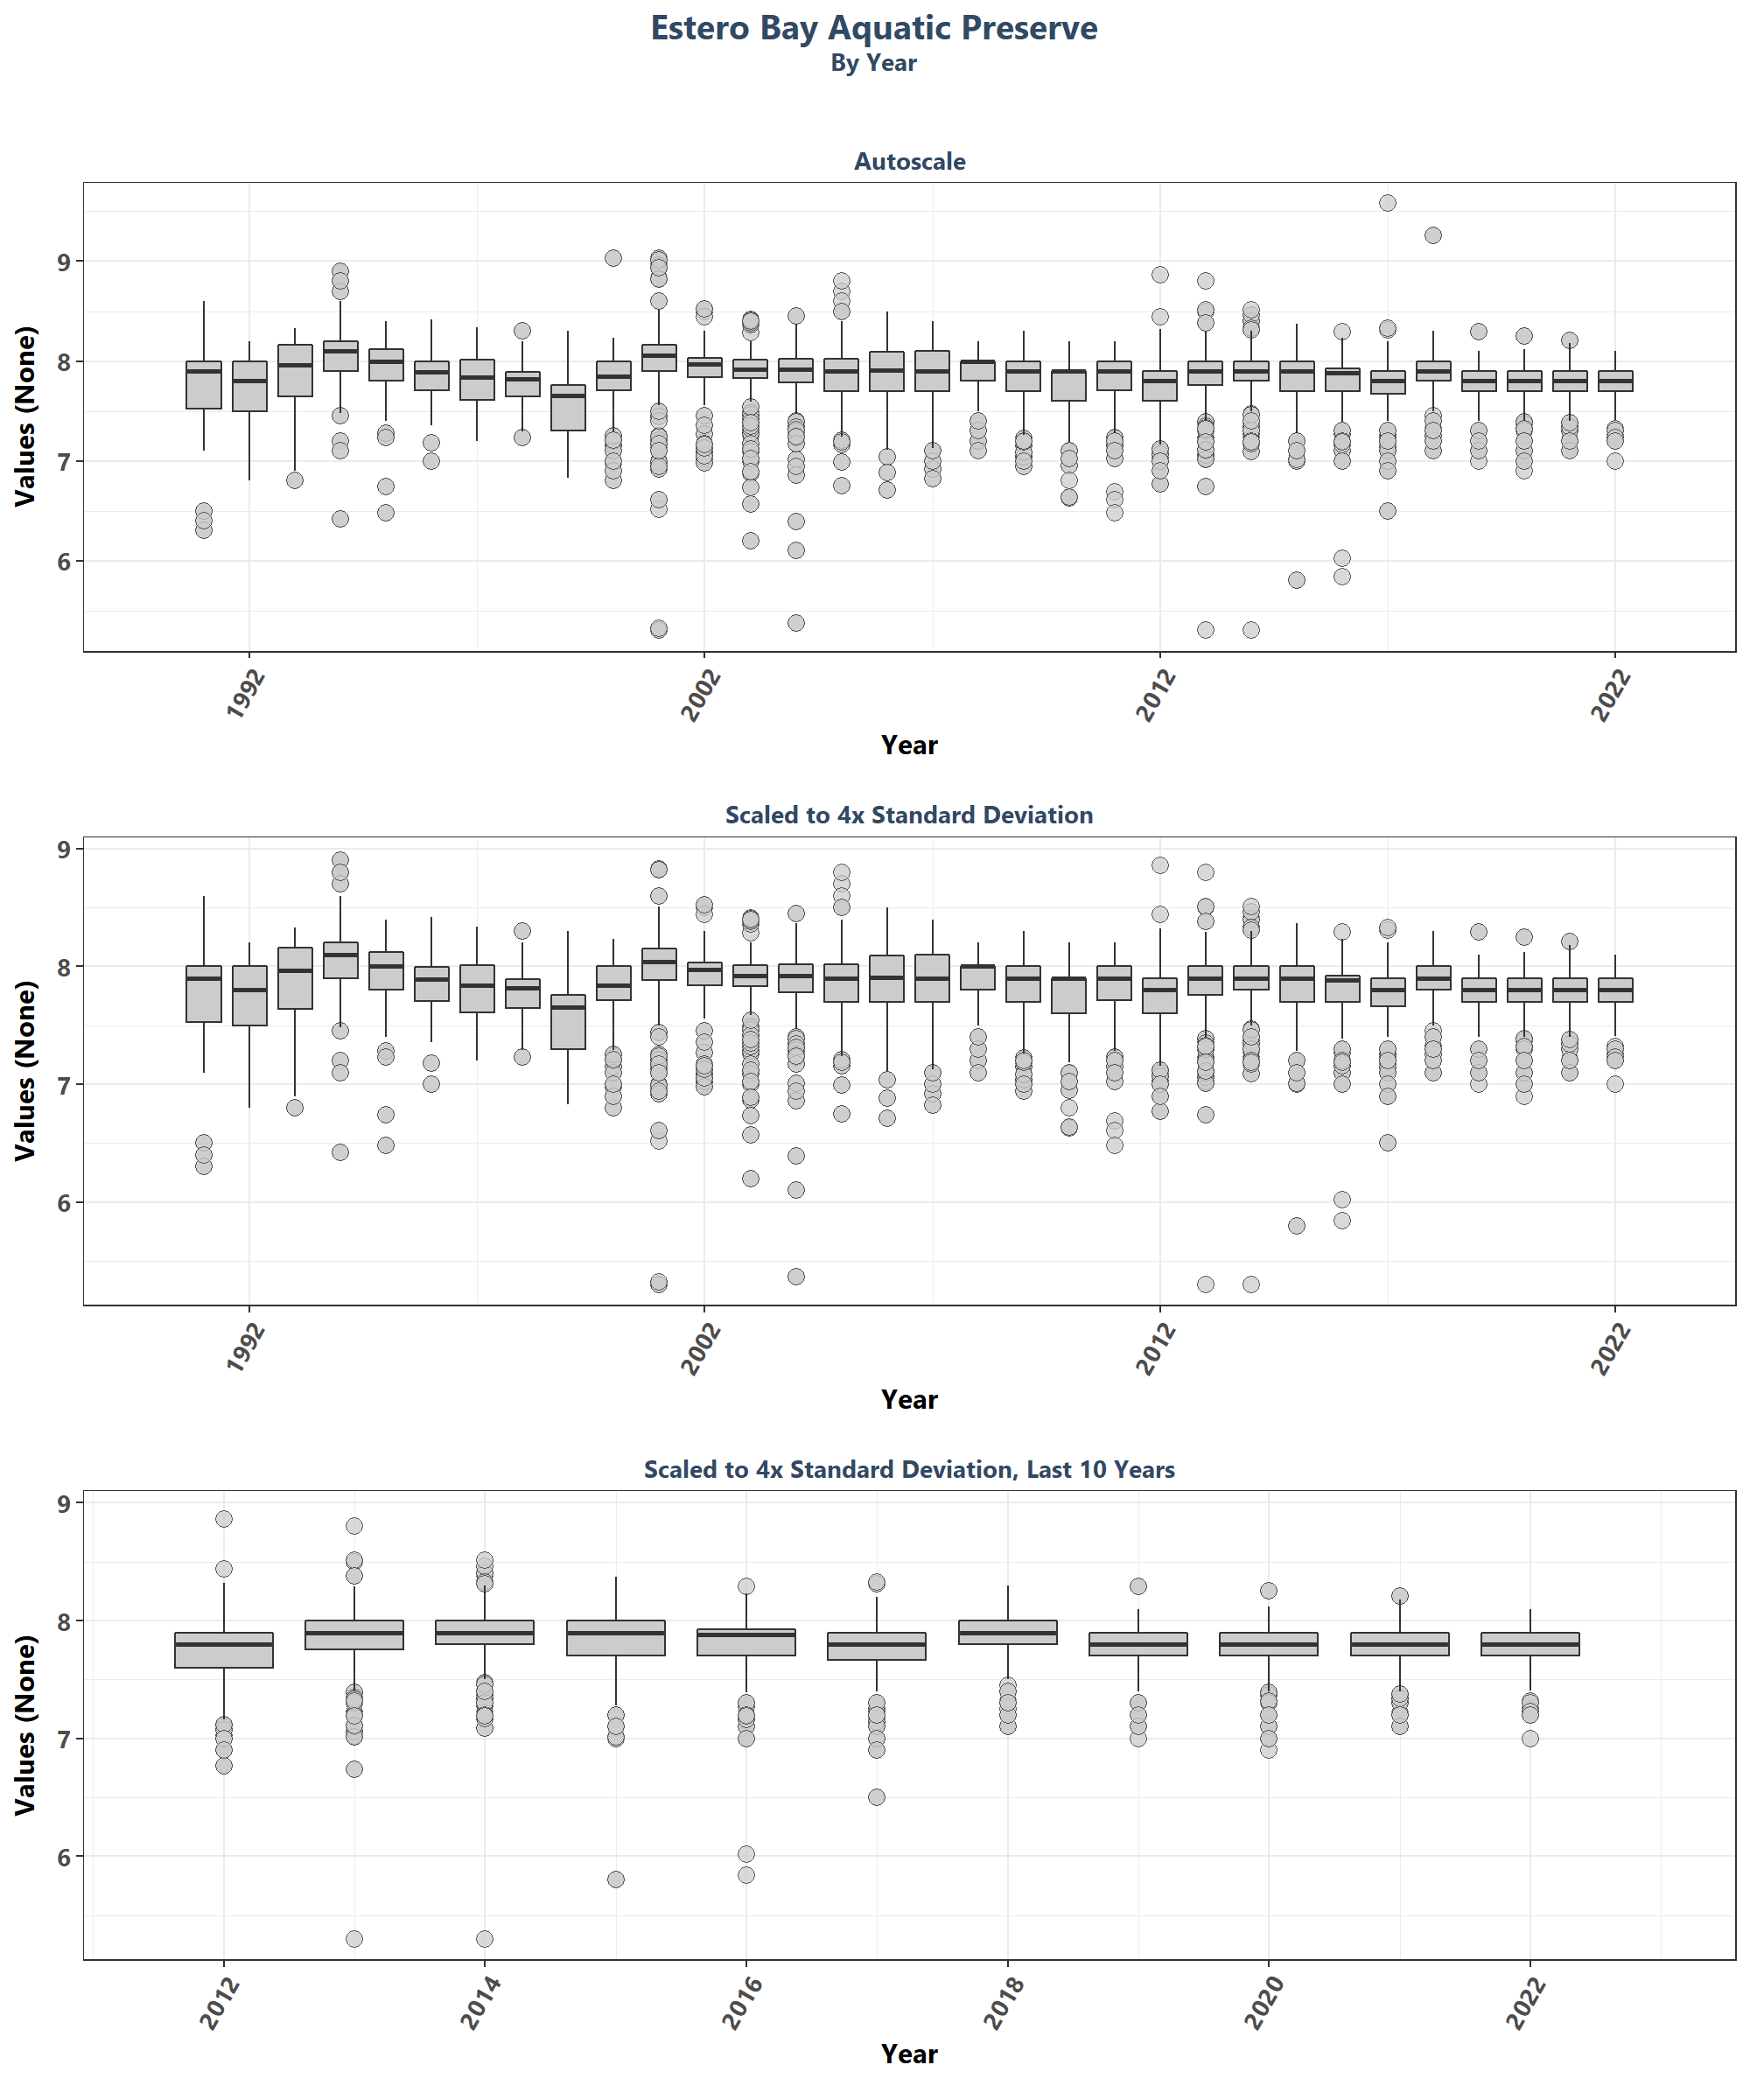 Estero Bay Aquatic Preserve
By Year
Autoscale
Values (None)
9
8
7
6
1992 2002 2012 2022
Year
Scaled to 4x Standard Deviation
Values (None)
9
8
7
6
1992 2002 2012 2022
Year
Scaled to 4x Standard Deviation, Last 10 Years
Values (None)
9
8
7
6
2012 2014 2016 2018 2020 2022
Year